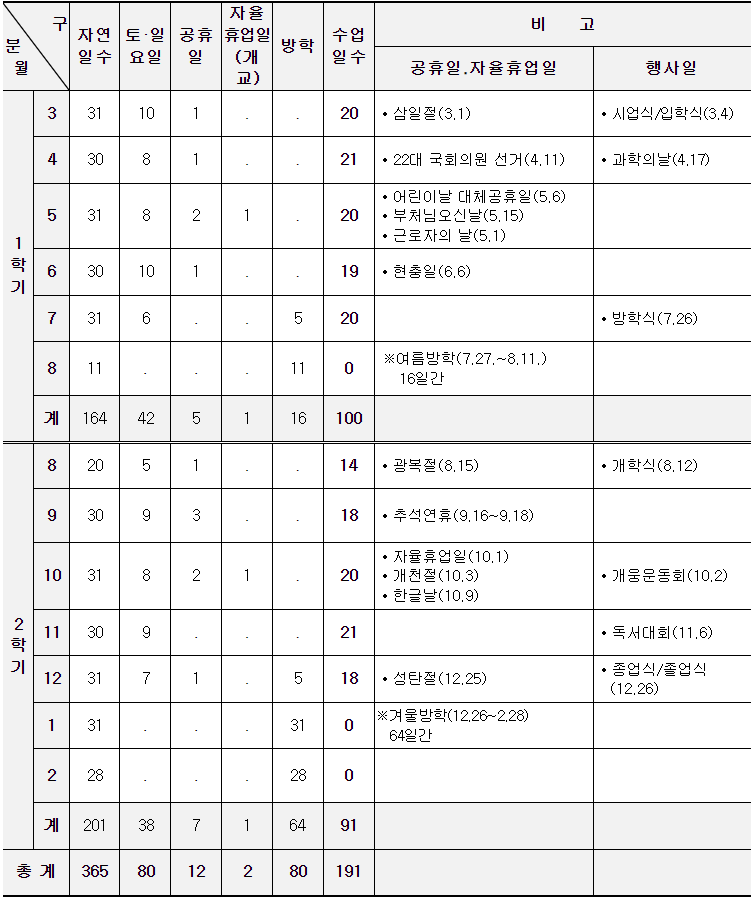 구
분
월
자연
일수
토·일
요일
공휴
일
자율
휴업일
(개
교)
방학
수업
일수
비 고
공휴일.자율휴업일
행사일
1
학
기
3 31 10 1 . . 20 •삼일절(3.1) •시업식/입학식(3.4)
4 30 8 1 . . 21 •22대 국회의원 선거(4.11) •과학의날(4.17)
5 31 8 2 1 . 20 •어린이날 대체공휴일(5.6)
•부처님오신날(5.15)
•근로자의 날(5.1)
6 30 10 1 . . 19 •현충일(6.6)
7 31 6 . . 5 20 •방학식(7.26)
8 11 . . . 11 0 ※여름방학(7.27.~8.11.)
16일간
계 164 42 5 1 16 100
2
학
기
8 20 5 1 . . 14 •광복절(8.15) •개학식(8.12)
9 30 9 3 . . 18 •추석연휴(9.16~9.18)
10 31 8 2 1 . 20 •자율휴업일(10.1)
•개천절(10.3)
•한글날(10.9)
•개웅운동회(10.2)
11 30 9 . . . 21 •독서대회(11.6)
12 31 7 1 . 5 18 •성탄절(12.25) •종업식/졸업식
(12.26)
1 31 . . . 31 0 ※겨울방학(12.26~2.28)
64일간
2 28 . . . 28 0
계 201 38 7 1 64 91
총 계 365 80 12 2 80 191